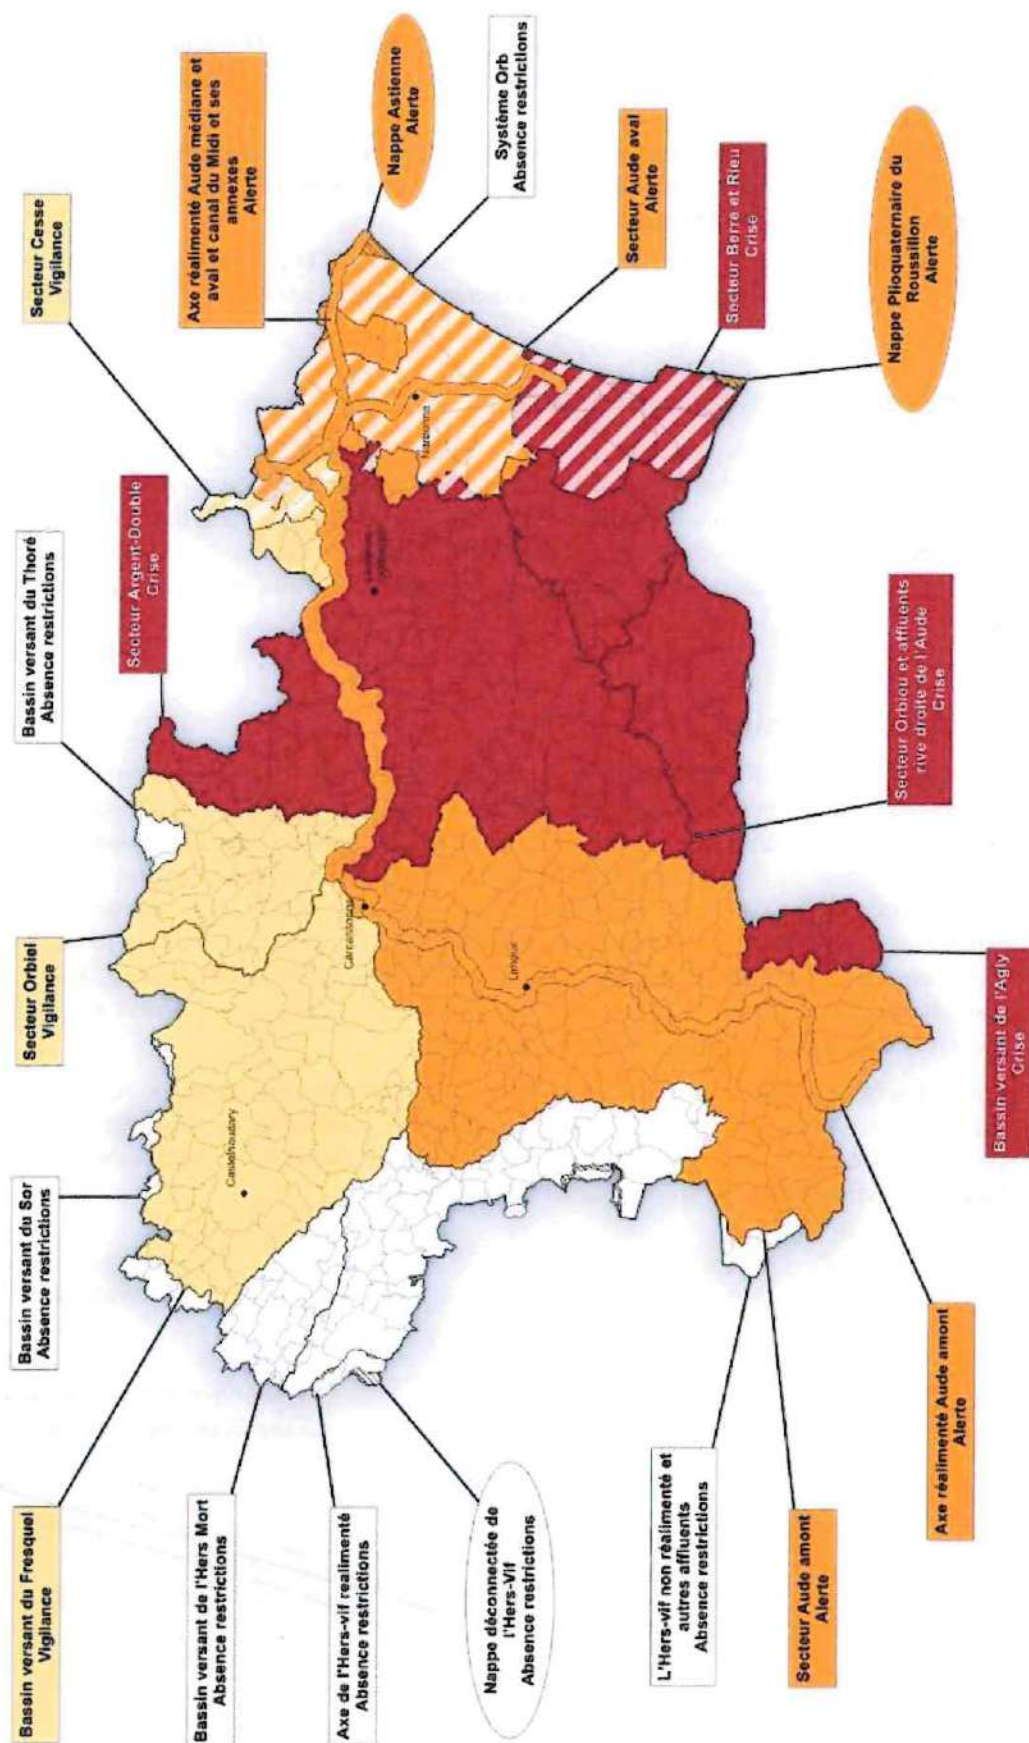 Bassin versant du Fresquel
Vigilance
Bassin versant du Sor
Absence restrictions
Secteur Orbiel
Vigilance
Bassin versant du Thoré
Absence restrictions
Secteur Cesse
Vigilance
Secteur Argent-Double
Crise
Axe réalimenté Aude médiane et
aval et canal du Midi et ses
annexes
Alerte
Bassin versant de l'Hers Mort
Absence restrictions
Axe de l'Hers-vif realimenté
Absence restrictions
Nappe déconnectée de
l'Hers-Vif
Absence restrictions
Castelnaudary
Carcassonne
Limoux
Narbonne
Nappe Astienne
Alerte
Système Orb
Absence restrictions
Secteur Aude aval
Alerte
Secteur Berre et Rieu
Crise
Nappe Plioquaternaire du
Roussillon
Alerte
L'Hers-vif non réalimenté et
autres affluents
Absence restrictions
Secteur Aude amont
Alerte
Axe réalimenté Aude amont
Alerte
Bassin versant de l'Agly
Crise
Secteur Orbieu et affluents
rive droite de l'Aude
Crise